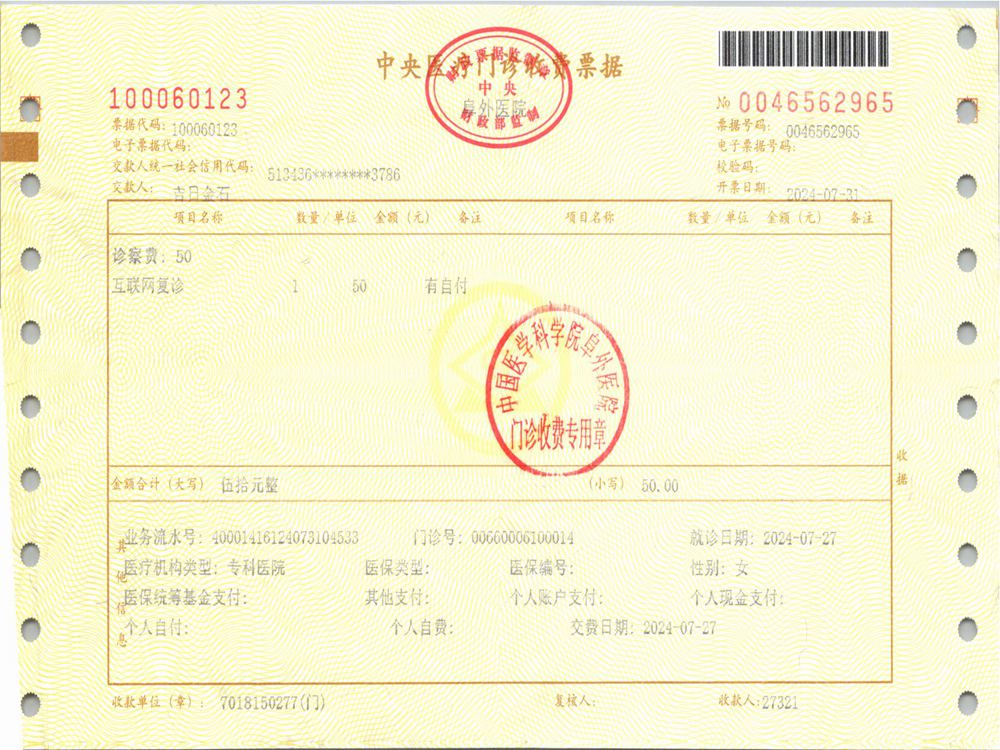 中央医疗门诊收费票据
财政票据监制章
中央
阜外医院
财政部监制
100060123
No 0046562965
票据代码: 100060123
票据号码: 0046562965
电子票据代码:
电子票据号码:
交款人统一社会信用代码: 513436********3786
校验码:
交款人: 吉日金石
开票日期: 2024-07-31
项目名称 数量/单位 金额(元) 备注 项目名称 数量/单位 金额(元) 备注
诊察费: 50
互联网复诊 1 50 有自付
中国医学科学院阜外医院
门诊收费专用章
收据
金额合计(大写) 伍拾元整 (小写) 50.00
其他信息
业务流水号: 40001416124073104533 门诊号: 00660006100014 就诊日期: 2024-07-27
医疗机构类型: 专科医院 医保类型: 医保编号: 性别: 女
医保统筹基金支付: 其他支付: 个人账户支付: 个人现金支付:
个人自付: 个人自费: 交费日期: 2024-07-27
收款单位(章): 7018150277(门) 复核人: 收款人:27321